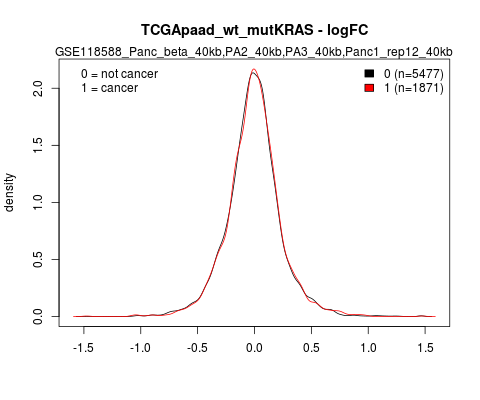 TCGApaad_wt_mutKRAS - logFC
GSE118588_Panc_beta_40kb,PA2_40kb,PA3_40kb,Panc1_rep12_40kb
0 = not cancer
1 = cancer
0 (n=5477)
1 (n=1871)
density
2.0
1.5
1.0
0.5
0.0
-1.5
-1.0
-0.5
0.0
0.5
1.0
1.5